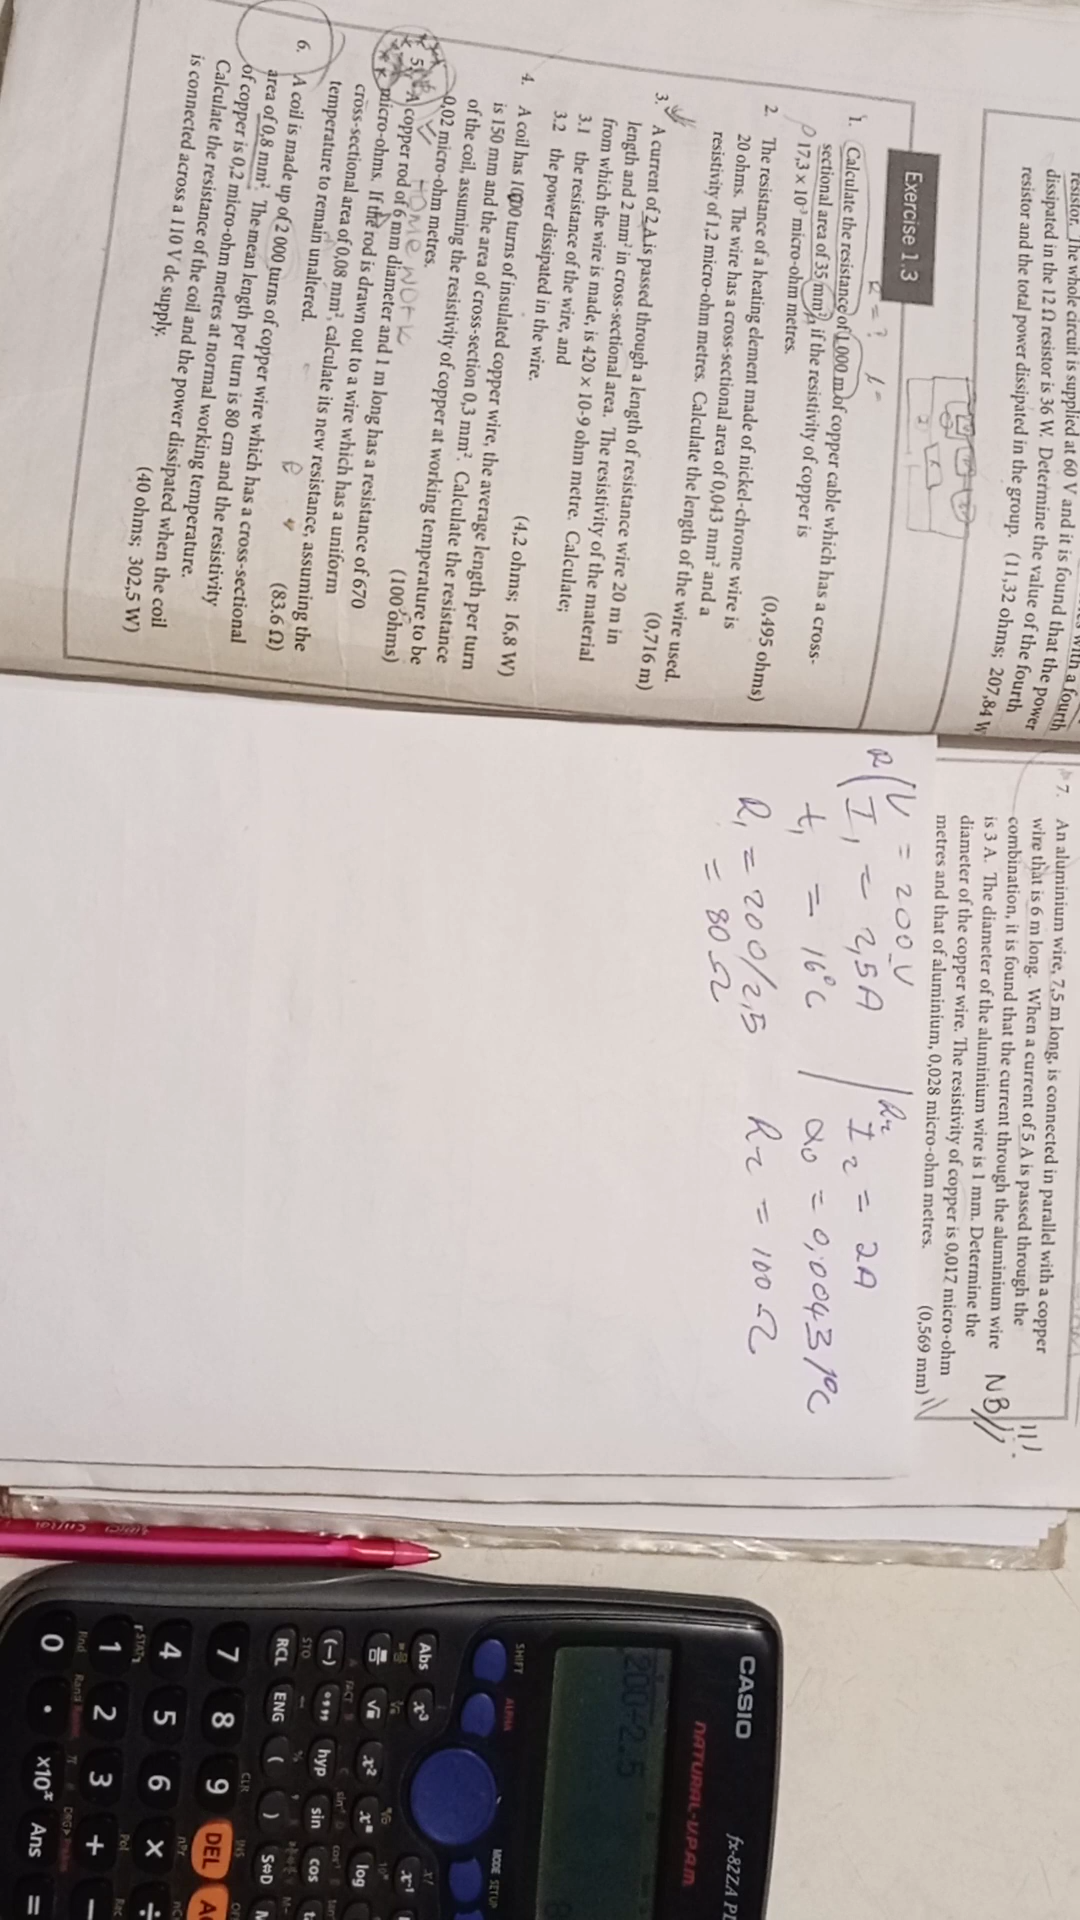 resistor. The whole circuit is supplied at 60 V and it is found that the power
dissipated in the 12 Ω resistor is 36 W. Determine the value of the fourth
resistor and the total power dissipated in the group. (11,32 ohms; 207,84 W
Exercise 1.3
R = ? l =
1. Calculate the resistance of 1 000 m of copper cable which has a cross-
sectional area of 35 mm², if the resistivity of copper is
ρ 17,3 × 10⁻³ micro-ohm metres.
(0,495 ohms)
2. The resistance of a heating element made of nickel-chrome wire is
20 ohms. The wire has a cross-sectional area of 0,043 mm² and a
resistivity of 1,2 micro-ohm metres. Calculate the length of the wire used.
(0,716 m)
3. A current of 2 A is passed through a length of resistance wire 20 m in
length and 2 mm² in cross-sectional area. The resistivity of the material
from which the wire is made, is 420 × 10-9 ohm metre. Calculate;
3.1 the resistance of the wire, and
3.2 the power dissipated in the wire.
(4,2 ohms; 16,8 W)
4. A coil has 1000 turns of insulated copper wire, the average length per turn
is 150 mm and the area of cross-section 0,3 mm². Calculate the resistance
of the coil, assuming the resistivity of copper at working temperature to be
0,02 micro-ohm metres.
(100 ohms)
HOMEWORK
5. A copper rod of 6 mm diameter and 1 m long has a resistance of 670
micro-ohms. If the rod is drawn out to a wire which has a uniform
cross-sectional area of 0,08 mm², calculate its new resistance, assuming the
temperature to remain unaltered.
(83.6 Ω)
6. A coil is made up of 2 000 turns of copper wire which has a cross-sectional
area of 0,8 mm². The mean length per turn is 80 cm and the resistivity
of copper is 0,2 micro-ohm metres at normal working temperature.
Calculate the resistance of the coil and the power dissipated when the coil
is connected across a 110 V dc supply.
(40 ohms; 302,5 W)
7. An aluminium wire, 7,5 m long, is connected in parallel with a copper
wire that is 6 m long. When a current of 5 A is passed through the
combination, it is found that the current through the aluminium wire
is 3 A. The diameter of the aluminium wire is 1 mm. Determine the
diameter of the copper wire. The resistivity of copper is 0,017 micro-ohm
metres and that of aluminium, 0,028 micro-ohm metres.
(0,569 mm)
NB
V = 200V
R I₁ = 2,5A
t₁ = 16°C
R₂ I₂ = 2A
α₀ = 0,0043/°C
R₁ = 200/2,5
= 80 Ω
R₂ = 100 Ω
CASIO fx-82ZA
NATURAL-V.P.A.M.
200÷2.5
SHIFT ALPHA MODE SETUP
Abs x³ x⁻¹
√ x² log
(−) hyp sin cos
RCL ENG ( ) S⇔D
7 8 9 DEL
4 5 6 × ÷
1 2 3 + −
0 . ×10ˣ Ans =